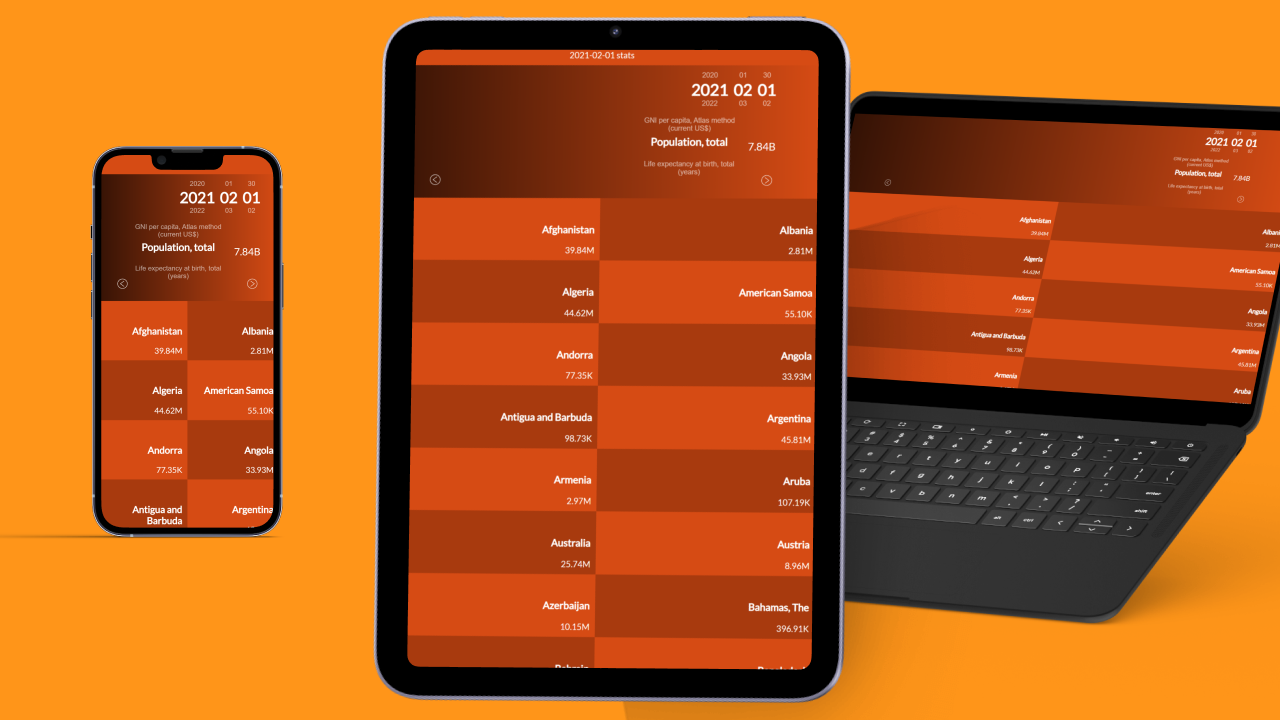 2020 01 30
2021 02 01
2022 03 02
GNI per capita, Atlas method
(current US$)
Population, total 7.84B
Life expectancy at birth, total
(years)
Afghanistan Albania
39.84M 2.81M
Algeria American Samoa
44.62M 55.10K
Andorra Angola
77.35K 33.93M
Antigua and
Barbuda
Argentina
2021-02-01 stats
2020 01 30
2021 02 01
2022 03 02
GNI per capita, Atlas method
(current US$)
Population, total 7.84B
Life expectancy at birth, total
(years)
Afghanistan Albania
39.84M 2.81M
Algeria American Samoa
44.62M 55.10K
Andorra Angola
77.35K 33.93M
Antigua and Barbuda Argentina
98.73K 45.81M
Armenia Aruba
2.97M 107.19K
Australia Austria
25.74M 8.96M
Azerbaijan Bahamas, The
10.15M 396.91K
2020 01 30
2021 02 01
2022 03 02
GNI per capita, Atlas method
(current US$)
Population, total 7.84B
Life expectancy at birth, total
(years)
Afghanistan
39.84M 2.81M
Algeria American Samoa
44.62M 55.10K
Andorra Angola
77.35K 33.93M
Antigua and Barbuda Argentina
98.73K 45.81M
Armenia Aruba
e r t y u i o p
f g h j k l enter
c v b n m shift
alt ctrl